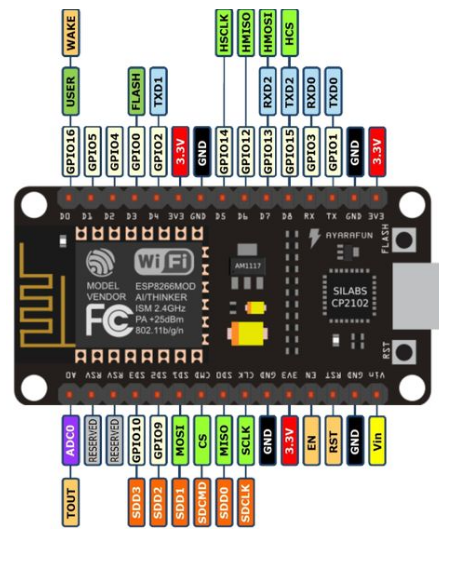 WAKE HSCLK HMISO HMOSI HCS
USER FLASH TXD1 RXD2 TXD2 RXD0 TXD0
GPIO16 GPIO5 GPIO4 GPIO0 GPIO2 3.3V GND GPIO14 GPIO12 GPIO13 GPIO15 GPIO3 GPIO1 GND 3.3V
D0 D1 D2 D3 D4 3V3 GND D5 D6 D7 D8 RX TX GND 3V3
AYARAFUN
FLASH
Wi Fi
MODEL
VENDOR
ESP8266MOD
AI/THINKER
ISM 2.4GHz
PA +25dBm
802.11b/g/n
FC
AM1117
SILABS
CP2102
RST
A0 RSV RSV SD3 SD2 SD1 CMD SD0 CLK GND 3V3 EN RST GND Vin
ADC0 RESERVED RESERVED GPIO10 GPIO9 MOSI CS MISO SCLK GND 3.3V EN RST GND Vin
TOUT SDD3 SDD2 SDD1 SDCMD SDD0 SDCLK